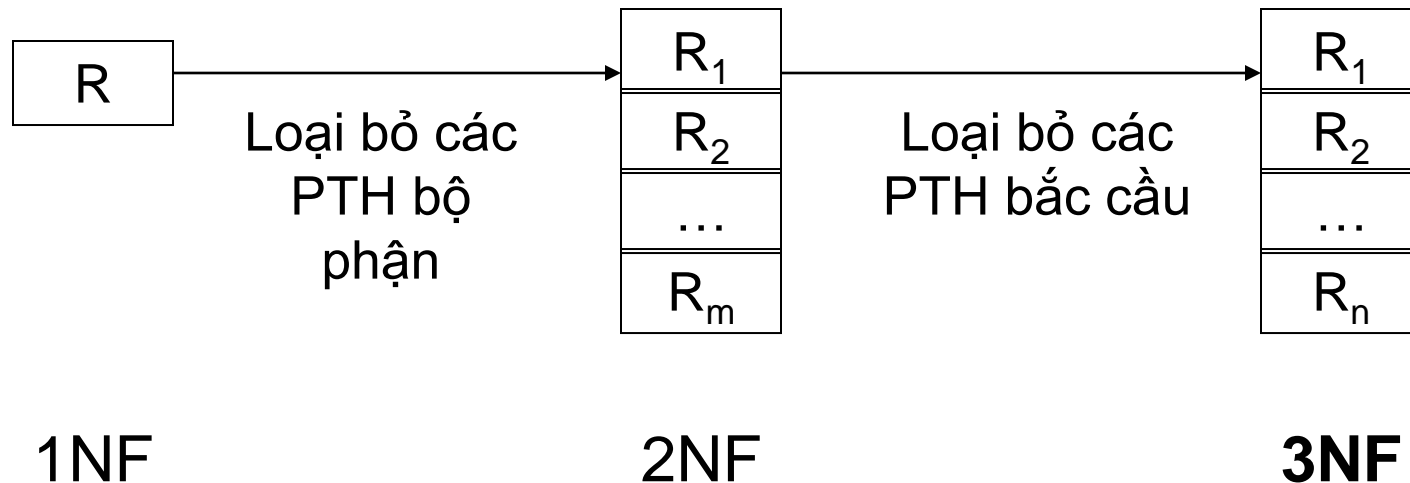 R
Loại bỏ các
PTH bộ
phận
R₁
R₂
…
Rₘ
Loại bỏ các
PTH bắc cầu
R₁
R₂
…
Rₙ
1NF
2NF
3NF